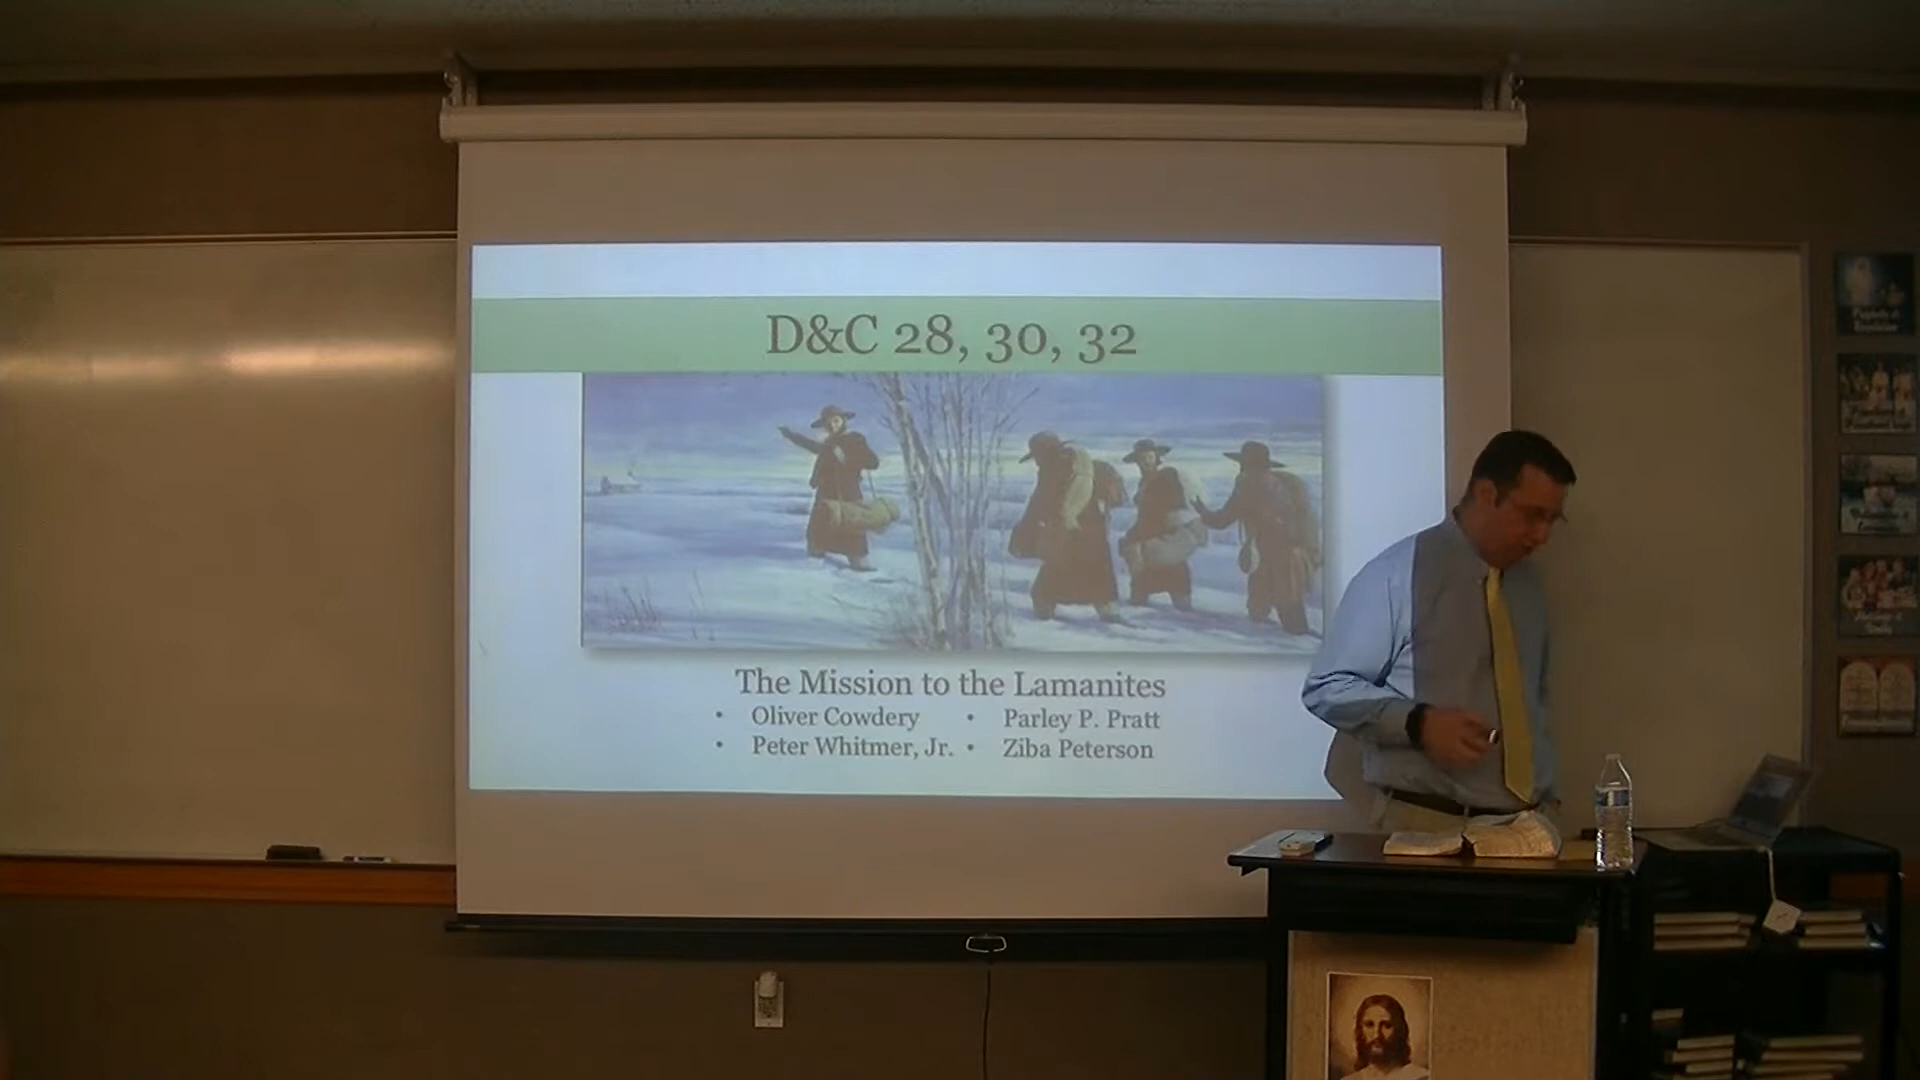 D&C 28, 30, 32
The Mission to the Lamanites
• Oliver Cowdery • Parley P. Pratt
• Peter Whitmer, Jr. • Ziba Peterson